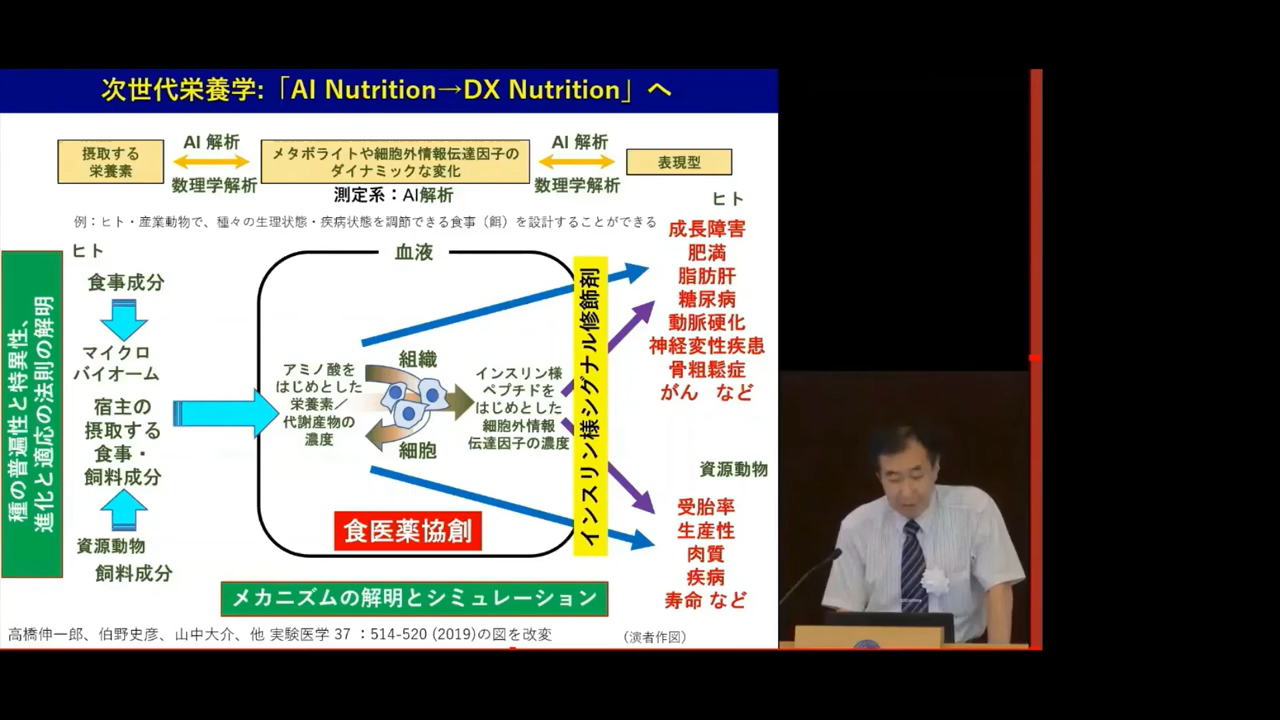 次世代栄養学:「AI Nutrition→DX Nutrition」へ
摂取する
栄養素
AI 解析
数理学解析
メタボライトや細胞外情報伝達因子の
ダイナミックな変化
測定系：AI解析
AI 解析
数理学解析
表現型
例：ヒト・産業動物で、種々の生理状態・疾病状態を調節できる食事（餌）を設計することができる
種の普遍性と特異性、
進化と適応の法則の解明
ヒト
食事成分
マイクロ
バイオーム
宿主の
摂取する
食事・
飼料成分
資源動物
飼料成分
血液
アミノ酸を
はじめとした
栄養素／
代謝産物の
濃度
組織
細胞
インスリン様
ペプチドを
はじめとした
細胞外情報
伝達因子の濃度
食医薬協創
インスリン様シグナル修飾剤
ヒト
成長障害
肥満
脂肪肝
糖尿病
動脈硬化
神経変性疾患
骨粗鬆症
がん など
資源動物
受胎率
生産性
肉質
疾病
寿命 など
メカニズムの解明とシミュレーション
高橋伸一郎、伯野史彦、山中大介、他 実験医学 37 ：514-520 (2019)の図を改変
（演者作図）